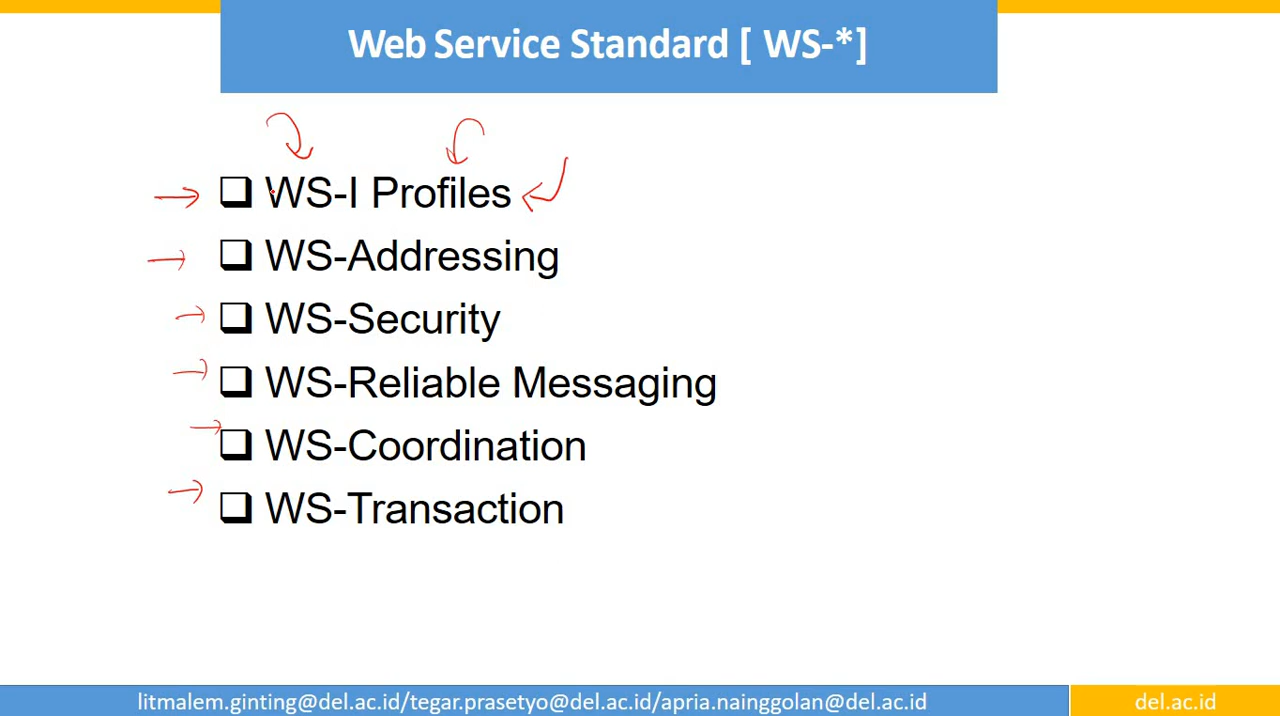 Web Service Standard [ WS-*]
WS-I Profiles
WS-Addressing
WS-Security
WS-Reliable Messaging
WS-Coordination
WS-Transaction
litmalem.ginting@del.ac.id/tegar.prasetyo@del.ac.id/apria.nainggolan@del.ac.id
del.ac.id